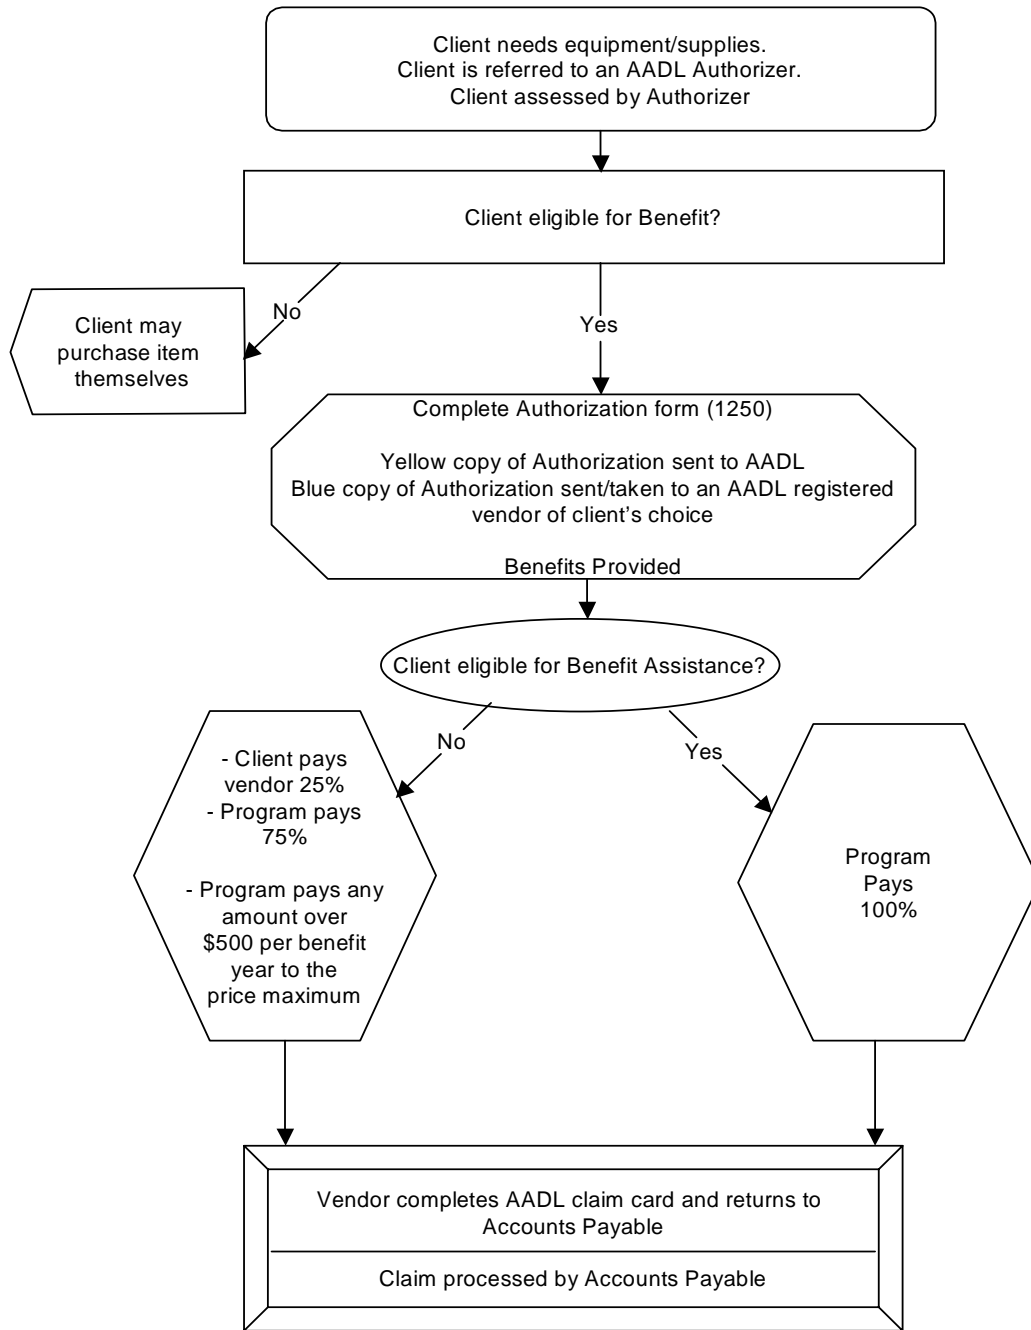 Client needs equipment/supplies.
Client is referred to an AADL Authorizer.
Client assessed by Authorizer
Client eligible for Benefit?
No
Yes
Client may
purchase item
themselves
Complete Authorization form (1250)
Yellow copy of Authorization sent to AADL
Blue copy of Authorization sent/taken to an AADL registered
vendor of client's choice
Benefits Provided
Client eligible for Benefit Assistance?
No
Yes
- Client pays
vendor 25%
- Program pays
75%
- Program pays any
amount over
$500 per benefit
year to the
price maximum
Program
Pays
100%
Vendor completes AADL claim card and returns to
Accounts Payable
Claim processed by Accounts Payable